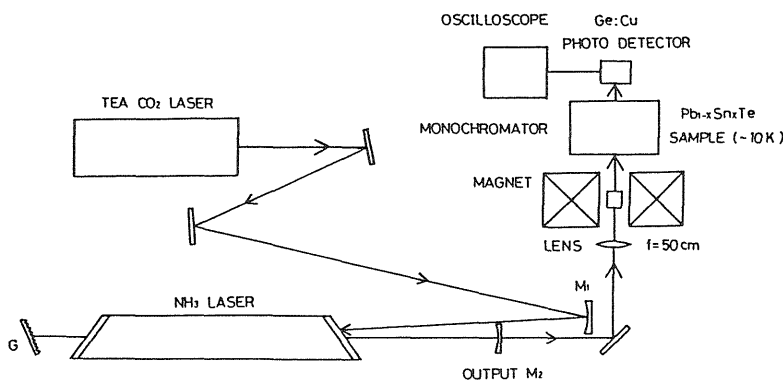 OSCILLOSCOPE
Ge:Cu
PHOTO DETECTOR
TEA CO₂ LASER
MONOCHROMATOR
Pb₁₋ₓSnₓTe
SAMPLE (~10K)
MAGNET
LENS
f=50cm
M₁
NH₃ LASER
G
OUTPUT M₂